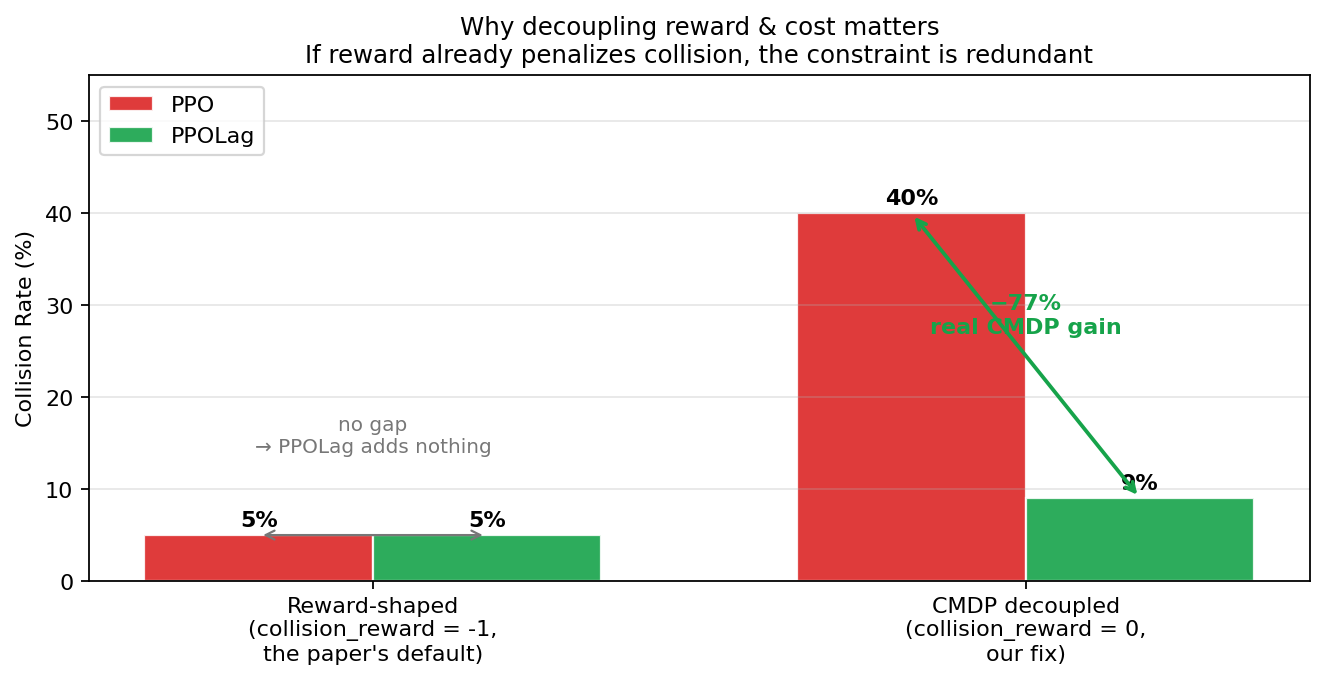 Why decoupling reward & cost matters
If reward already penalizes collision, the constraint is redundant
PPO
PPOLag
Collision Rate (%)
50
40
30
20
10
0
40%
−77%
real CMDP gain
9%
no gap
→ PPOLag adds nothing
5%
5%
Reward-shaped
(collision_reward = -1,
the paper's default)
CMDP decoupled
(collision_reward = 0,
our fix)